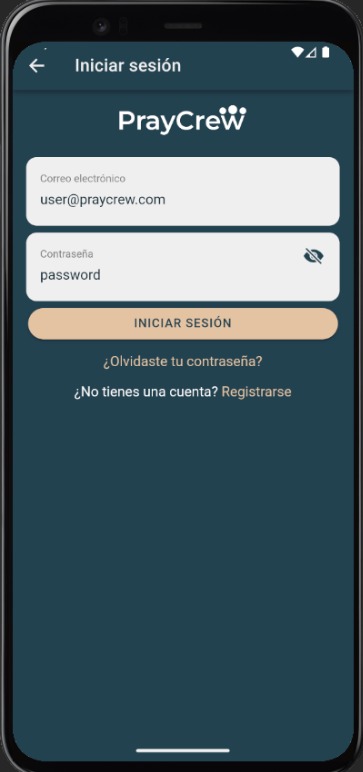 Iniciar sesión
PrayCrew
Correo electrónico
user@praycrew.com
Contraseña
password
INICIAR SESIÓN
¿Olvidaste tu contraseña?
¿No tienes una cuenta? Registrarse